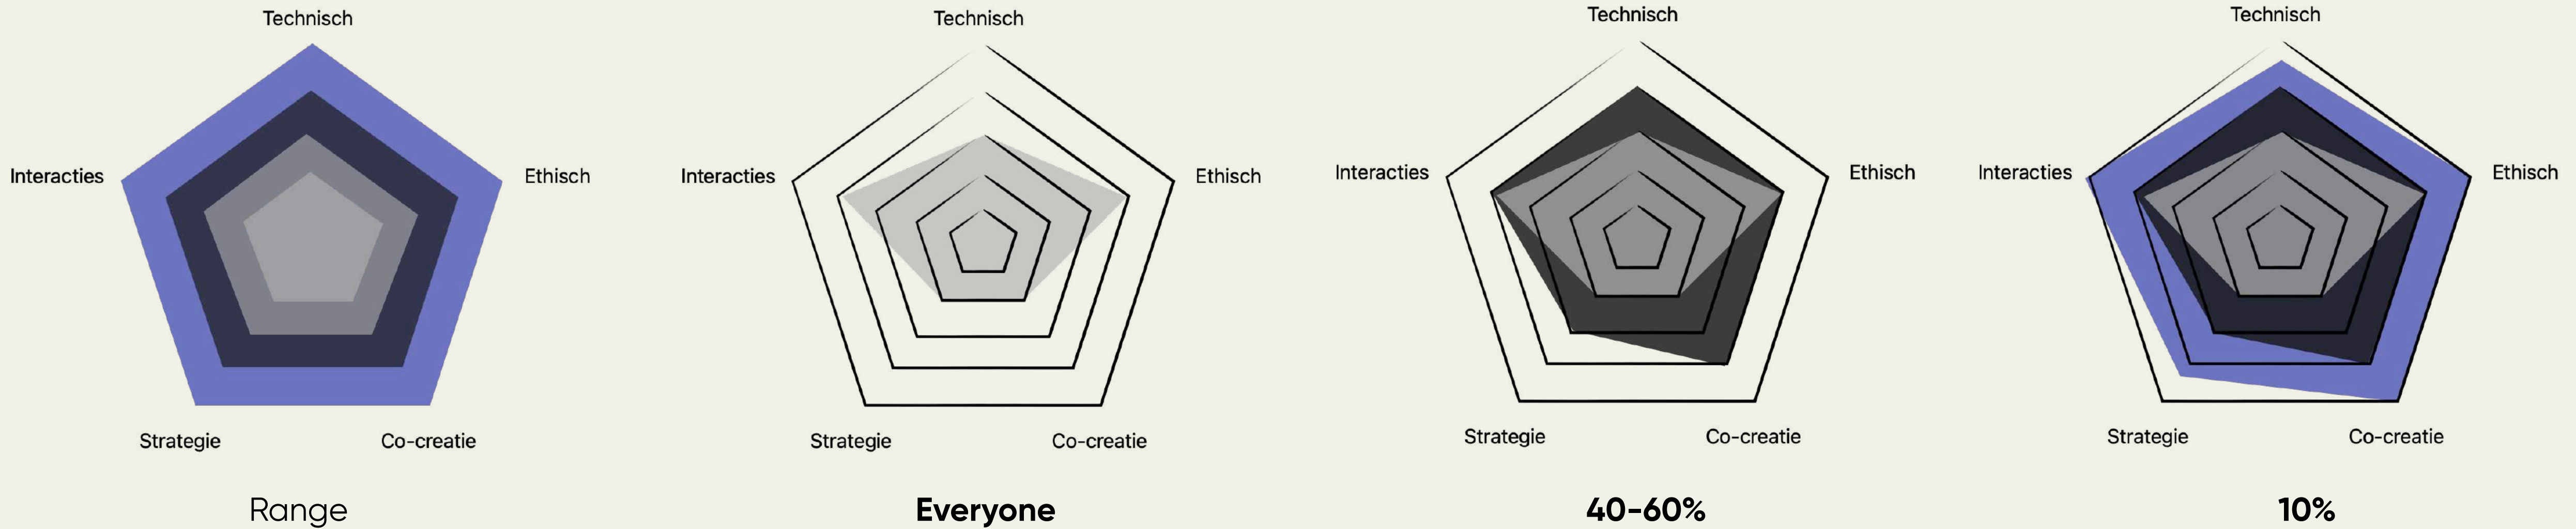 Technisch
Interacties
Ethisch
Strategie
Co-creatie
Range
Technisch
Interacties
Ethisch
Strategie
Co-creatie
Everyone
Technisch
Interacties
Ethisch
Strategie
Co-creatie
40-60%
Technisch
Interacties
Ethisch
Strategie
Co-creatie
10%